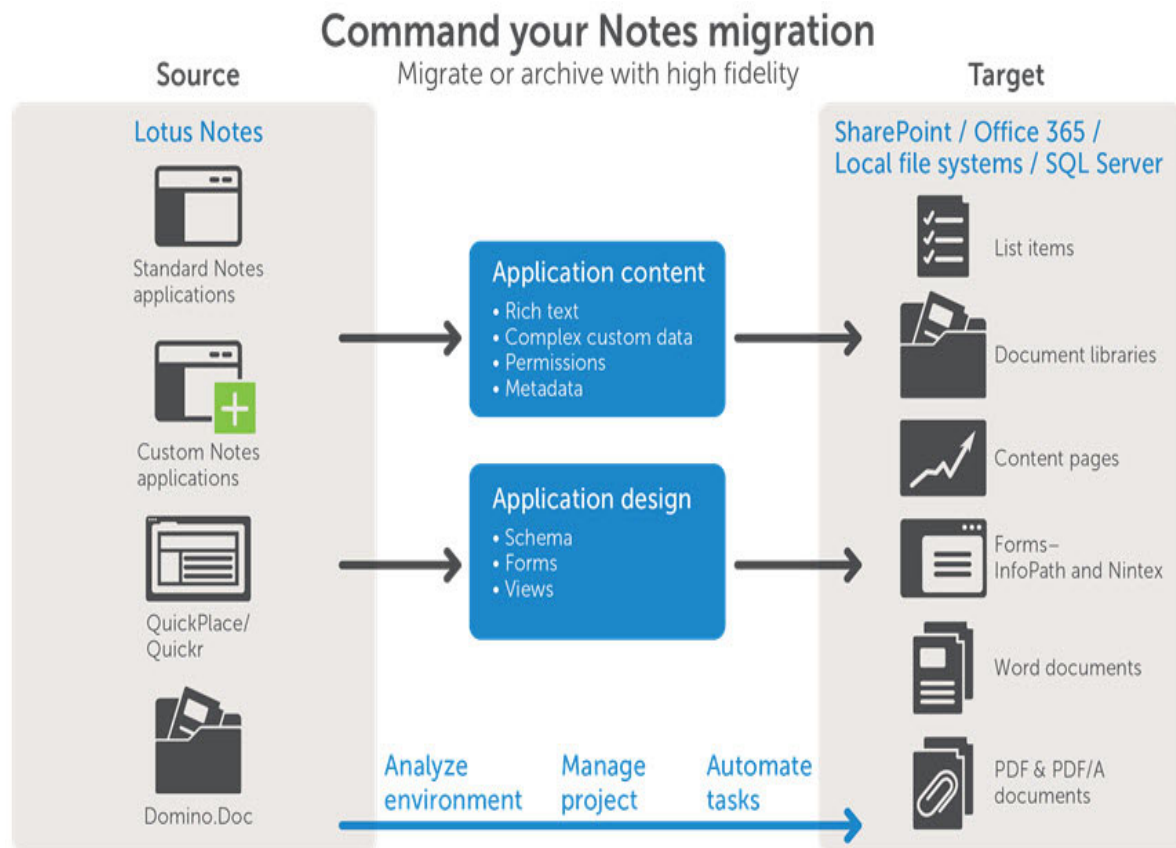 Command your Notes migration
Migrate or archive with high fidelity
Source
Lotus Notes
Standard Notes
applications
Custom Notes
applications
QuickPlace/
Quickr
Domino.Doc
Application content
• Rich text
• Complex custom data
• Permissions
• Metadata
Application design
• Schema
• Forms
• Views
Analyze
environment
Manage
project
Automate
tasks
Target
SharePoint / Office 365 /
Local file systems / SQL Server
List items
Document libraries
Content pages
Forms–
InfoPath and Nintex
Word documents
PDF & PDF/A
documents